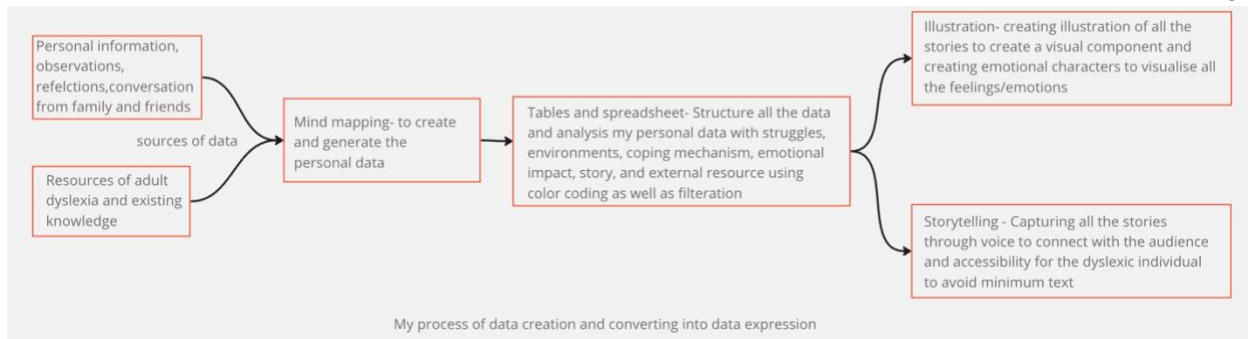 Personal information,
observations,
refelctions,conversation
from family and friends
sources of data
Resources of adult
dyslexia and existing
knowledge
Mind mapping- to create
and generate the
personal data
Tables and spreadsheet- Structure all the data
and analysis my personal data with struggles,
environments, coping mechanism, emotional
impact, story, and external resource using
color coding as well as filteration
Illustration- creating illustration of all the
stories to create a visual component and
creating emotional characters to visualise all
the feelings/emotions
Storytelling - Capturing all the stories
through voice to connect with the audience
and accessibility for the dyslexic individual
to avoid minimum text
My process of data creation and converting into data expression